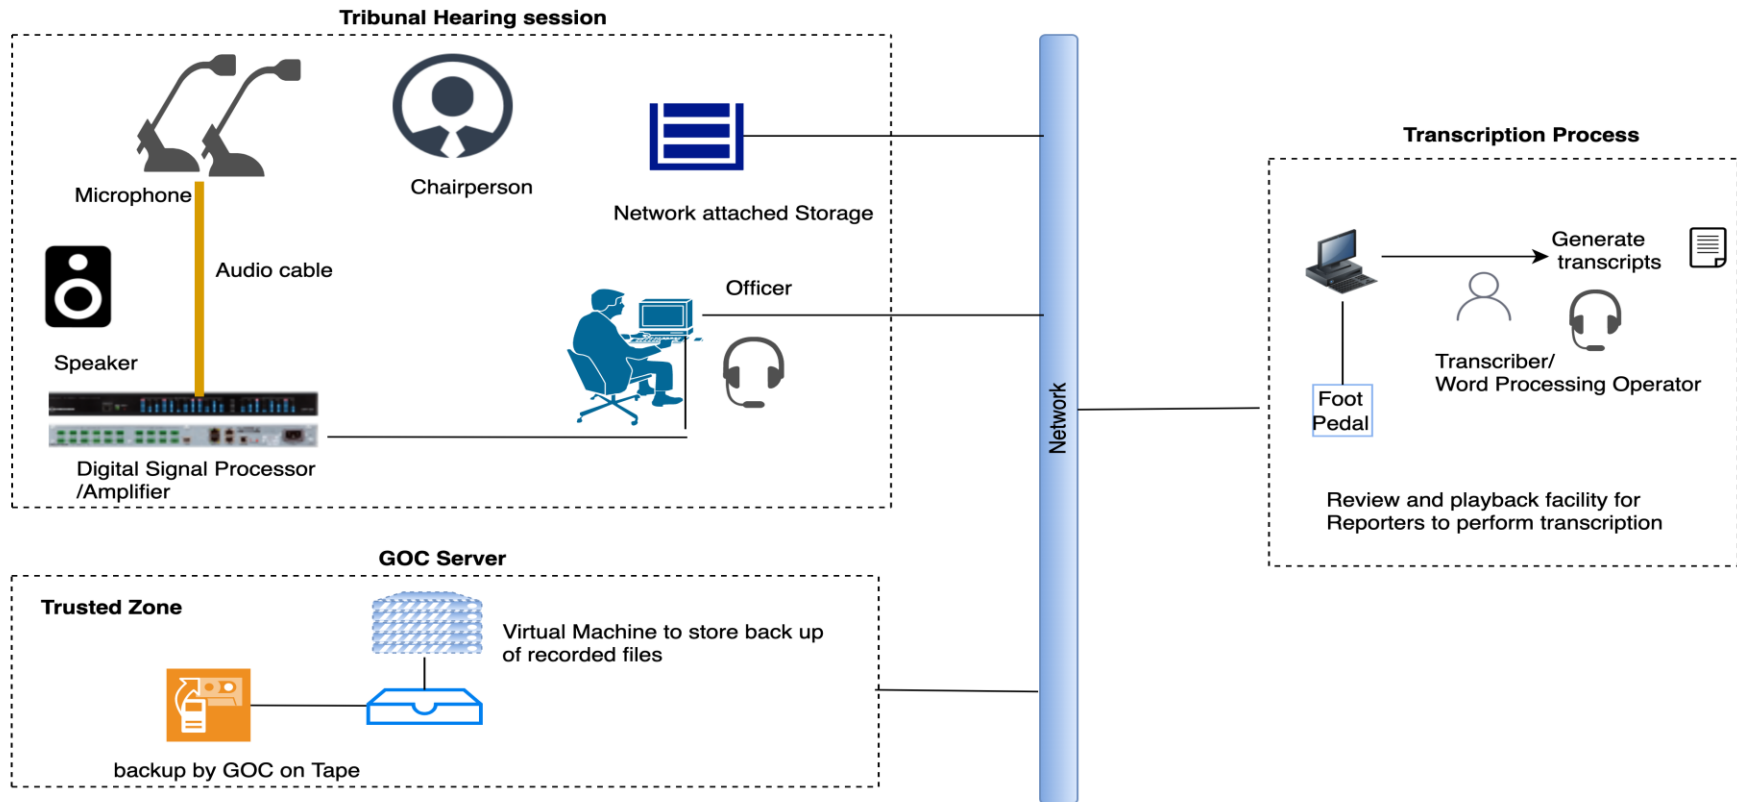 Tribunal Hearing session
Microphone
Chairperson
Network attached Storage
Audio cable
Speaker
Officer
Digital Signal Processor
/Amplifier
GOC Server
Trusted Zone
Virtual Machine to store back up
of recorded files
backup by GOC on Tape
Network
Transcription Process
Generate
transcripts
Transcriber/
Word Processing Operator
Foot
Pedal
Review and playback facility for
Reporters to perform transcription